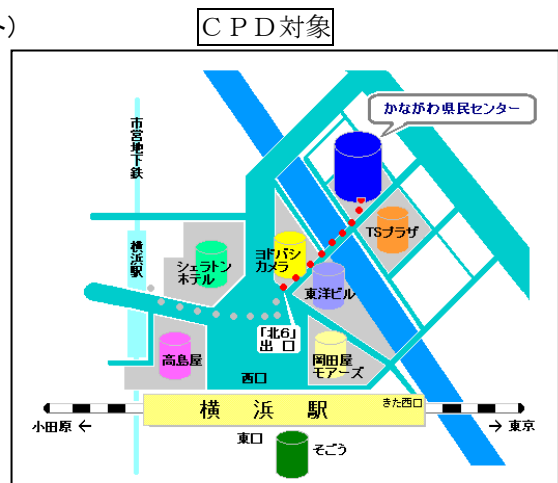 ト)
CPD対象
かながわ県民センター
市営地下鉄
横浜駅
TSプラザ
ヨドバシ
カメラ
シェラトン
ホテル
東洋ビル
「北6」
出口
高島屋
岡田屋
モアーズ
西口
きた西口
横浜駅
小田原 ←
→ 東京
東口
そごう